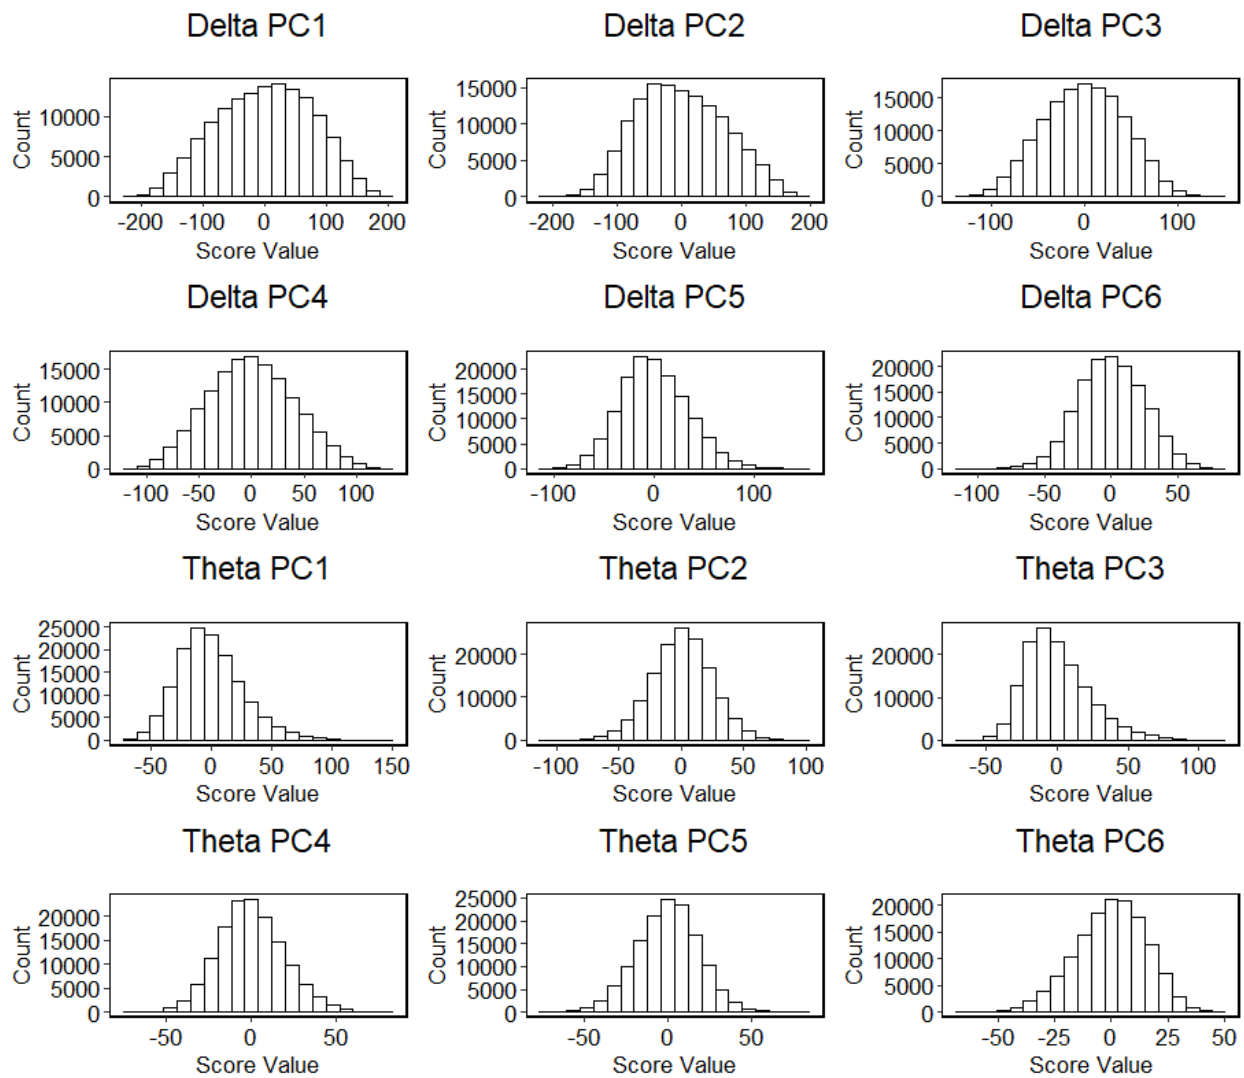 Delta PC1 Delta PC2 Delta PC3
Count 10000 5000 0 Count 15000 10000 5000 0 Count 15000 10000 5000 0
-200 -100 0 100 200 -200 -100 0 100 200 -100 0 100
Score Value Score Value Score Value
Delta PC4 Delta PC5 Delta PC6
Count 15000 10000 5000 0 Count 20000 15000 10000 5000 0 Count 20000 15000 10000 5000 0
-100 -50 0 50 100 -100 0 100 -100 -50 0 50
Score Value Score Value Score Value
Theta PC1 Theta PC2 Theta PC3
Count 25000 20000 15000 10000 5000 0 Count 20000 10000 0 Count 20000 10000 0
-50 0 50 100 150 -100 -50 0 50 100 -50 0 50 100
Score Value Score Value Score Value
Theta PC4 Theta PC5 Theta PC6
Count 20000 15000 10000 5000 0 Count 25000 20000 15000 10000 5000 0 Count 20000 15000 10000 5000 0
-50 0 50 -50 0 50 -50 -25 0 25 50
Score Value Score Value Score Value